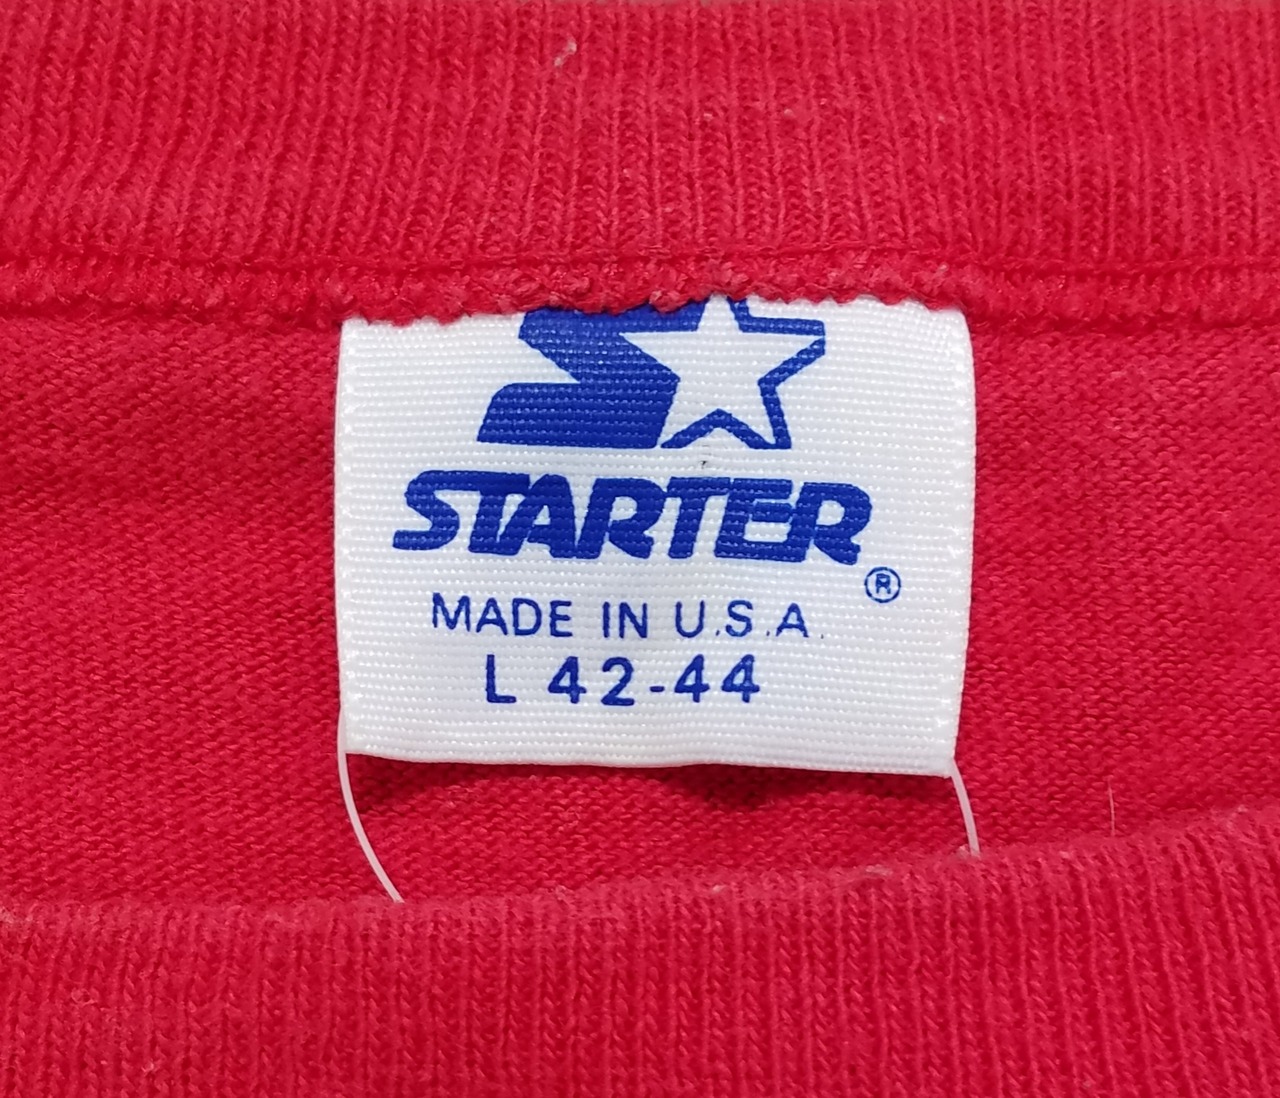 STARTER
®
MADE IN U.S.A.
L 42-44